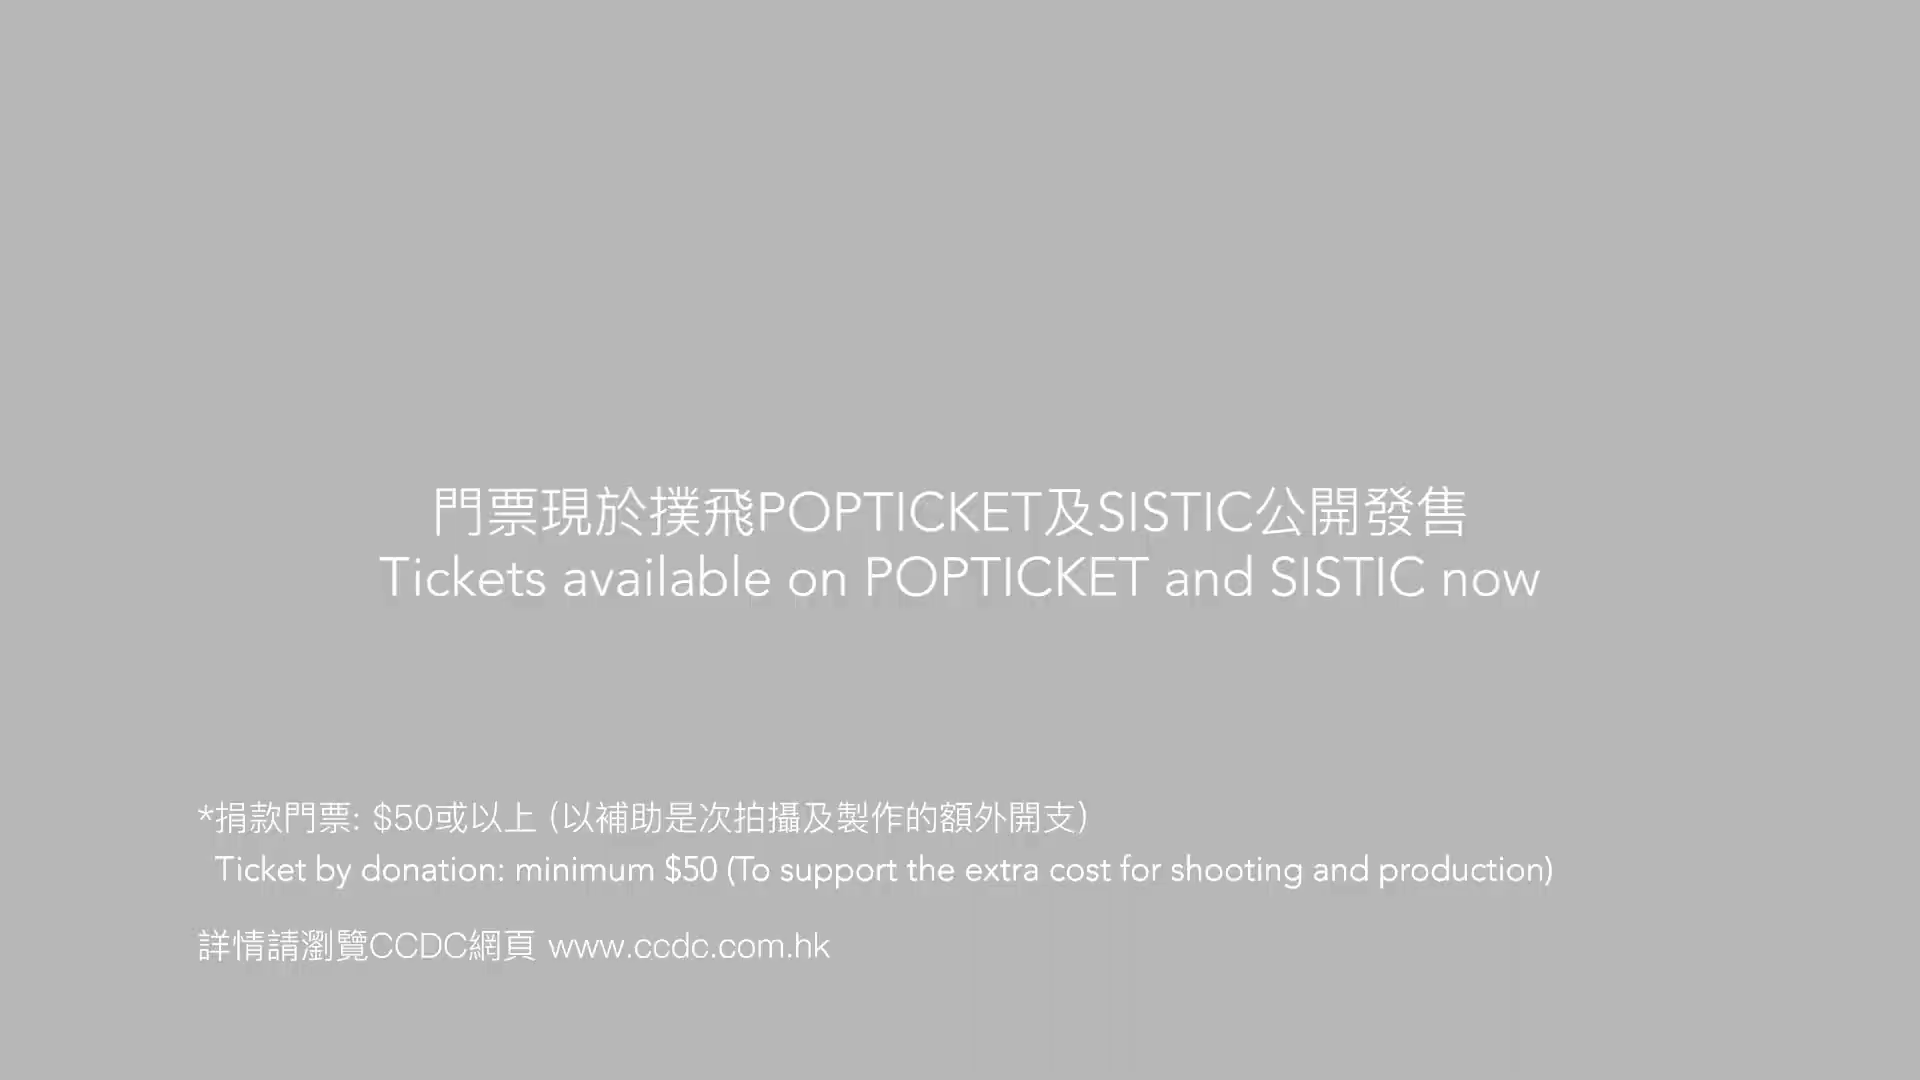 門票現於撲飛POPTICKET及SISTIC公開發售
Tickets available on POPTICKET and SISTIC now
*捐款門票: $50或以上 (以補助是次拍攝及製作的額外開支)
Ticket by donation: minimum $50 (To support the extra cost for shooting and production)
詳情請瀏覽CCDC網頁 www.ccdc.com.hk